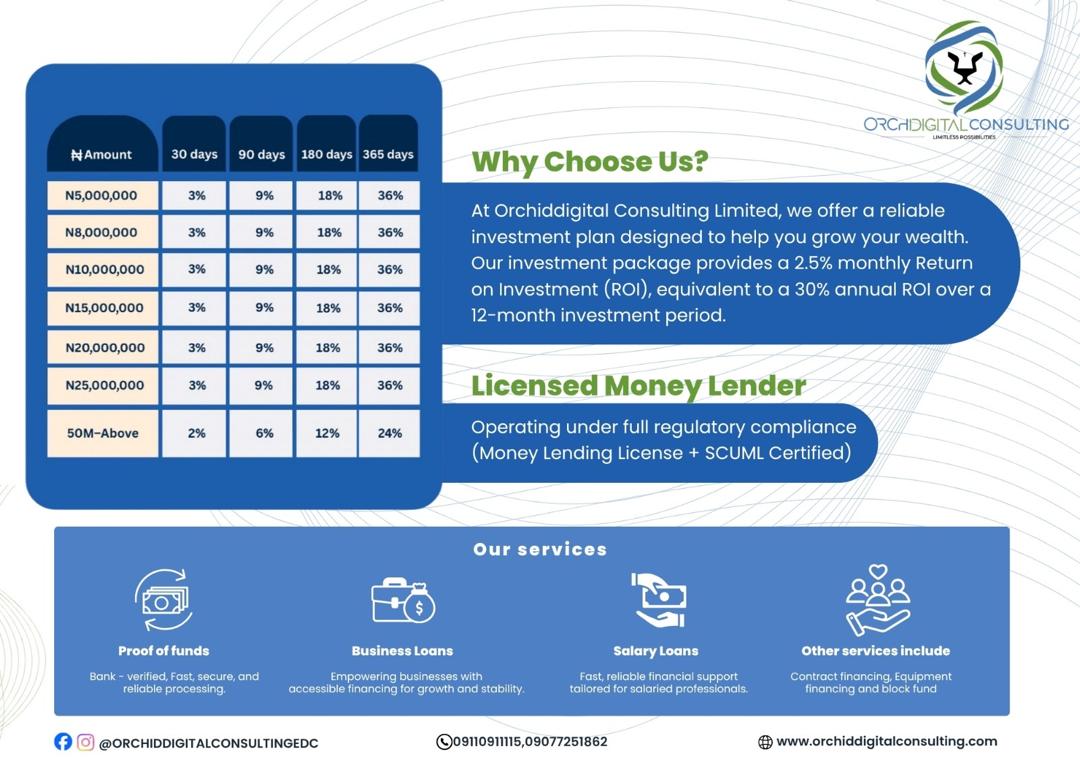 ORCHIDIGITALCONSULTING
LIMITLESS POSSIBILITIES
₦Amount 30 days 90 days 180 days 365 days
N5,000,000 3% 9% 18% 36%
N8,000,000 3% 9% 18% 36%
N10,000,000 3% 9% 18% 36%
N15,000,000 3% 9% 18% 36%
N20,000,000 3% 9% 18% 36%
N25,000,000 3% 9% 18% 36%
50M–Above 2% 6% 12% 24%
Why Choose Us?
At Orchiddigital Consulting Limited, we offer a reliable
investment plan designed to help you grow your wealth.
Our investment package provides a 2.5% monthly Return
on Investment (ROI), equivalent to a 30% annual ROI over a
12-month investment period.
Licensed Money Lender
Operating under full regulatory compliance
(Money Lending License + SCUML Certified)
Our services
Proof of funds
Bank - verified, Fast, secure, and
reliable processing.
Business Loans
Empowering businesses with
accessible financing for growth and stability.
Salary Loans
Fast, reliable financial support
tailored for salaried professionals.
Other services include
Contract financing, Equipment
financing and block fund
@ORCHIDDIGITALCONSULTINGEDC
09110911115,09077251862
www.orchiddigitalconsulting.com